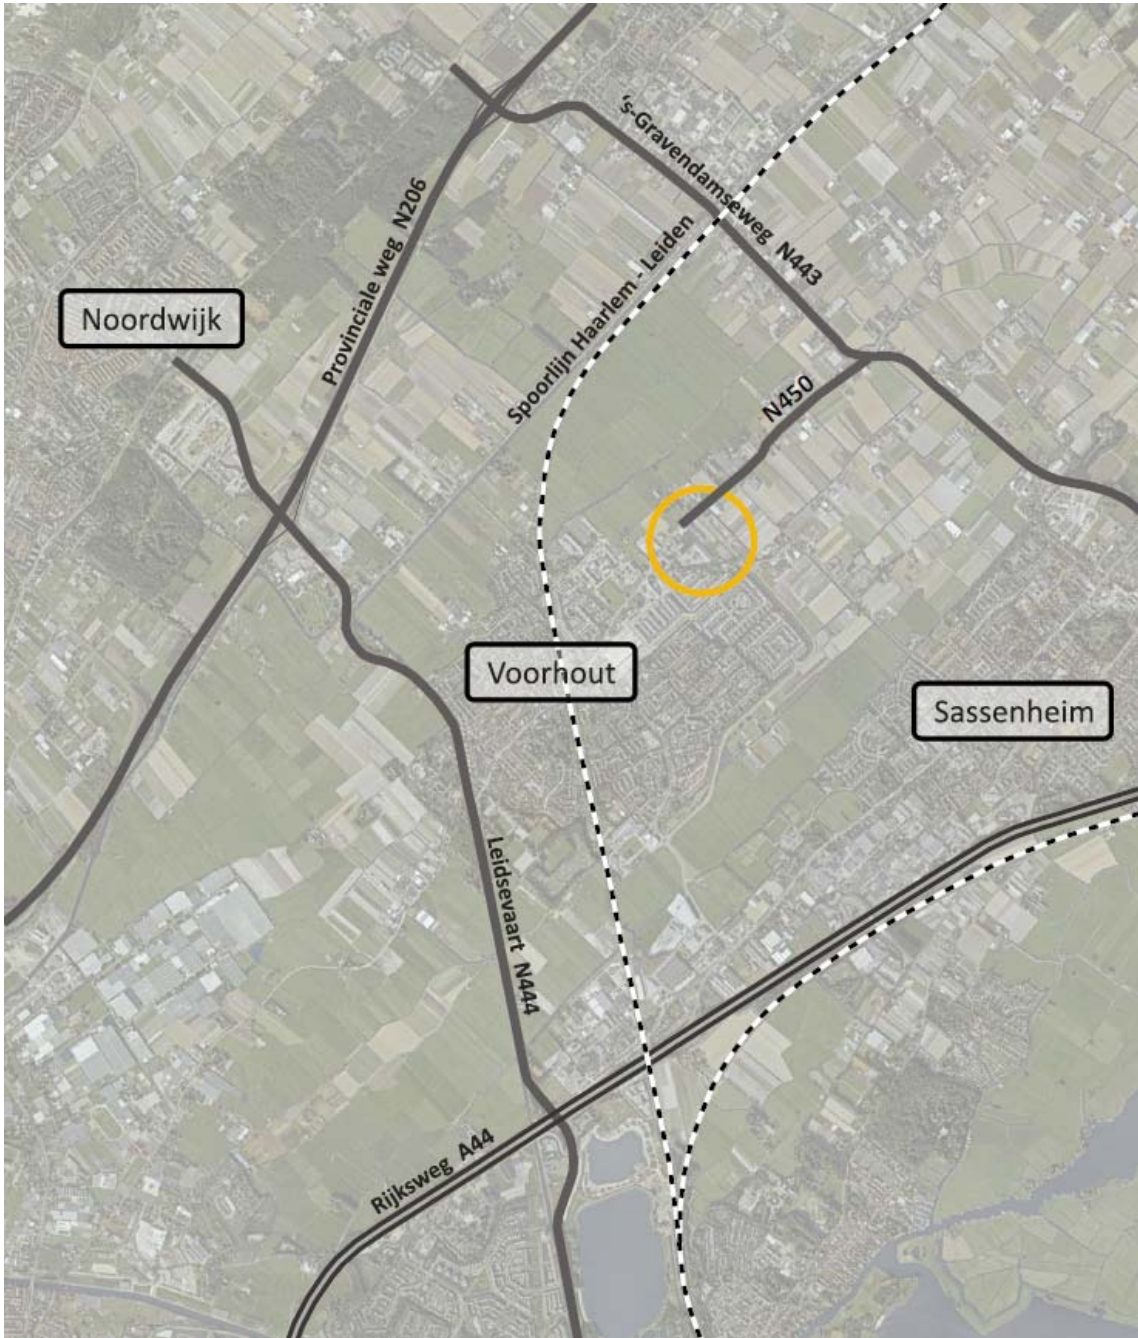 's-Gravendamseweg N443
Provinciale weg N206
Spoorlijn Haarlem - Leiden
Noordwijk
N450
Voorhout
Sassenheim
Leidsevaart N444
Rijksweg A44